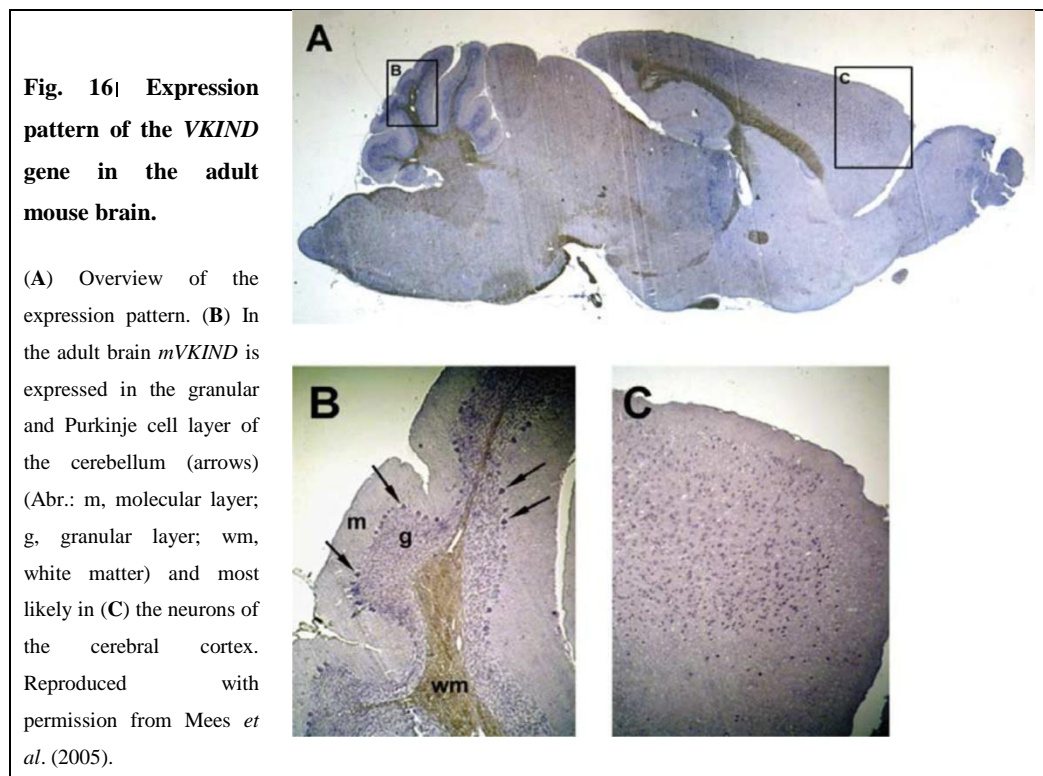 Fig. 16| Expression
pattern of the VKIND
gene in the adult
mouse brain.
(A) Overview of the
expression pattern. (B) In
the adult brain mVKIND is
expressed in the granular
and Purkinje cell layer of
the cerebellum (arrows)
(Abr.: m, molecular layer;
g, granular layer; wm,
white matter) and most
likely in (C) the neurons of
the cerebral cortex.
Reproduced with
permission from Mees et
al. (2005).
A
B
C
B
m
g
wm
C